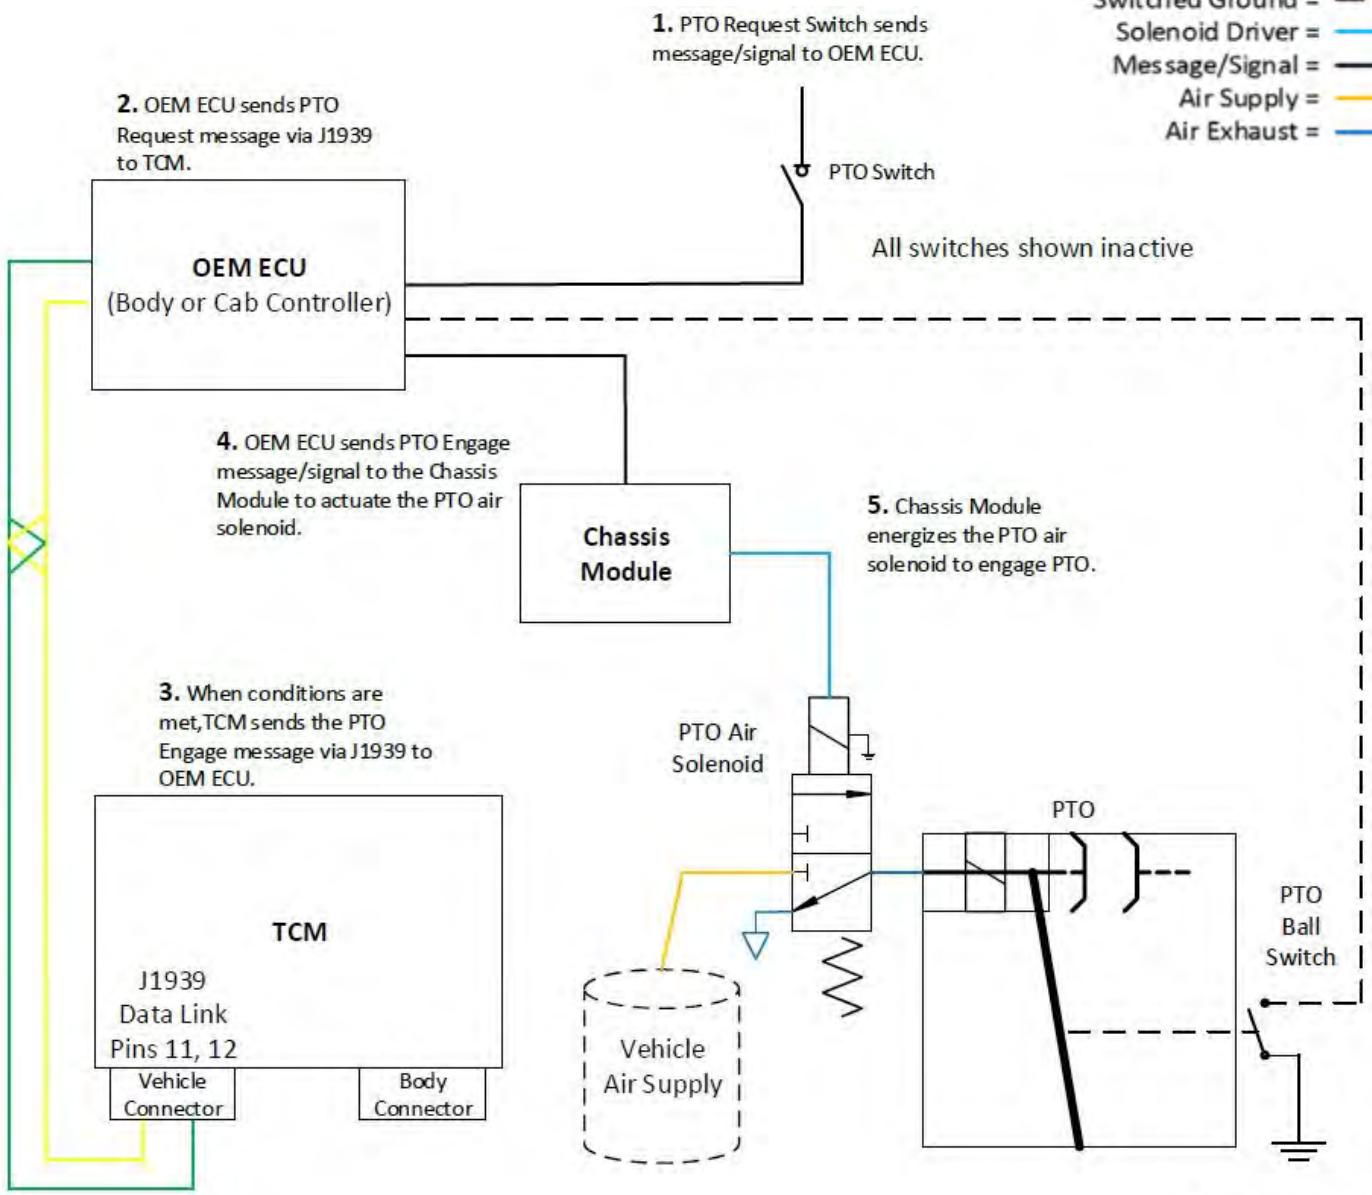 1. PTO Request Switch sends
message/signal to OEM ECU.
Switched Ground =
Solenoid Driver =
Message/Signal =
Air Supply =
Air Exhaust =
2. OEM ECU sends PTO
Request message via J1939
to TCM.
PTO Switch
All switches shown inactive
OEM ECU
(Body or Cab Controller)
4. OEM ECU sends PTO Engage
message/signal to the Chassis
Module to actuate the PTO air
solenoid.
Chassis
Module
5. Chassis Module
energizes the PTO air
solenoid to engage PTO.
3. When conditions are
met,TCM sends the PTO
Engage message via J1939 to
OEM ECU.
PTO Air
Solenoid
PTO
PTO
Ball
Switch
TCM
J1939
Data Link
Pins 11, 12
Vehicle
Connector
Body
Connector
Vehicle
Air Supply